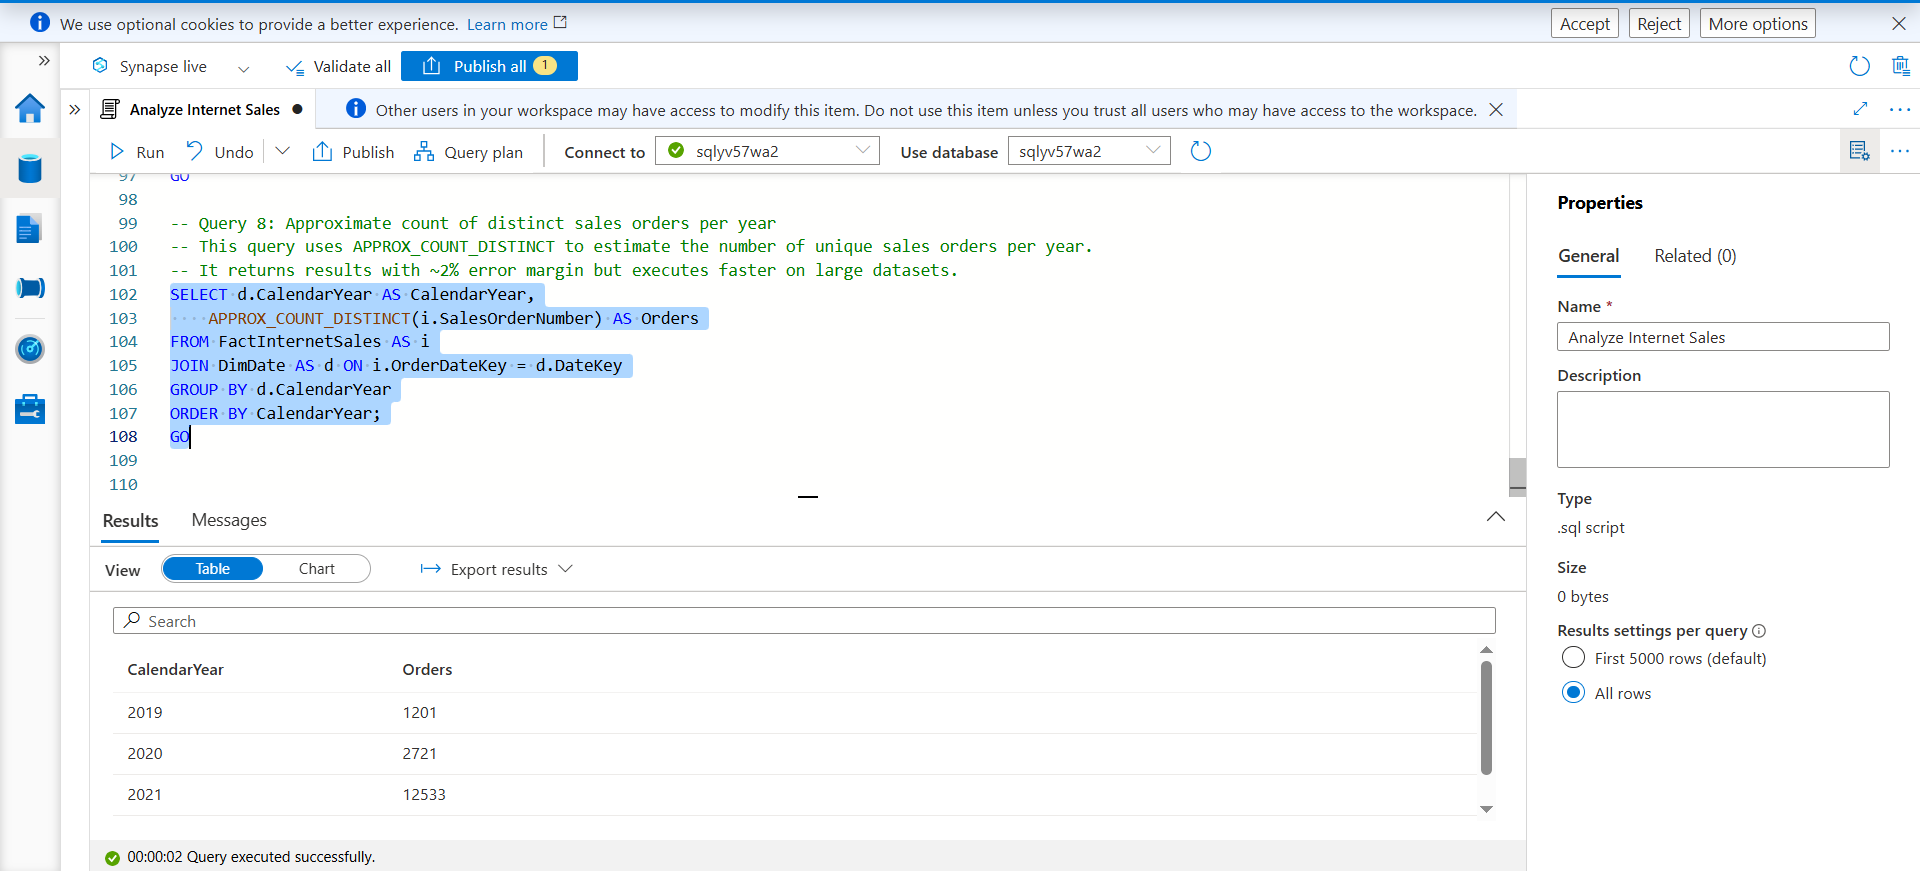 We use optional cookies to provide a better experience. Learn more
Accept
Reject
More options
Synapse live
Validate all
Publish all 1
Analyze Internet Sales
Other users in your workspace may have access to modify this item. Do not use this item unless you trust all users who may have access to the workspace.
Run
Undo
Publish
Query plan
Connect to
sqlyv57wa2
Use database
sqlyv57wa2
97 GO
98
99 -- Query 8: Approximate count of distinct sales orders per year
100 -- This query uses APPROX_COUNT_DISTINCT to estimate the number of unique sales orders per year.
101 -- It returns results with ~2% error margin but executes faster on large datasets.
102 SELECT d.CalendarYear AS CalendarYear,
103 APPROX_COUNT_DISTINCT(i.SalesOrderNumber) AS Orders
104 FROM FactInternetSales AS i
105 JOIN DimDate AS d ON i.OrderDateKey = d.DateKey
106 GROUP BY d.CalendarYear
107 ORDER BY CalendarYear;
108 GO
109
110
Results
Messages
View
Table
Chart
Export results
Search
CalendarYear Orders
2019 1201
2020 2721
2021 12533
00:00:02 Query executed successfully.
Properties
General
Related (0)
Name *
Analyze Internet Sales
Description
Type
.sql script
Size
0 bytes
Results settings per query
First 5000 rows (default)
All rows